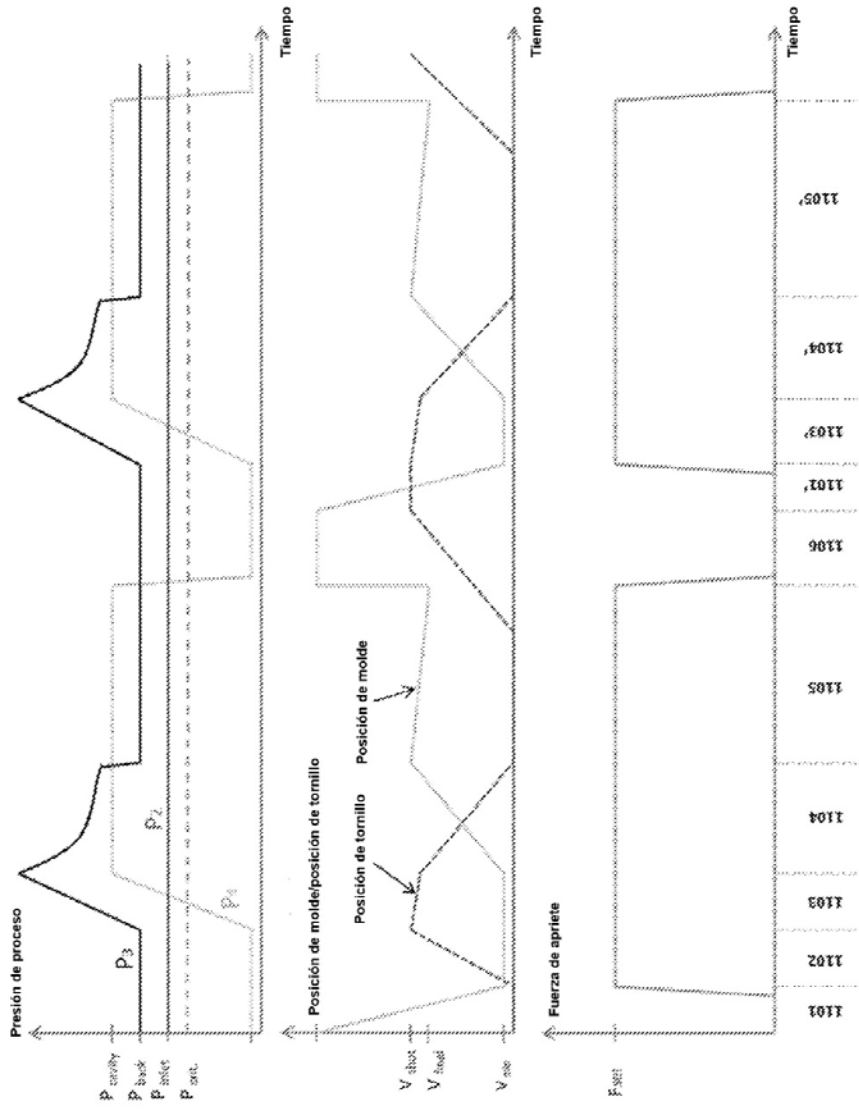 Presión de proceso
P cavity
P back
P inlet
P crit.
P3
P2
P1
Tiempo
Posición de molde/posición de tornillo
V shot
V final
Posición de tornillo
Posición de molde
Tiempo
Fuerza de apriete
Tiempo
1101
1102
1103
1104
1105
1106
1101'
1103'
1104'
1105'